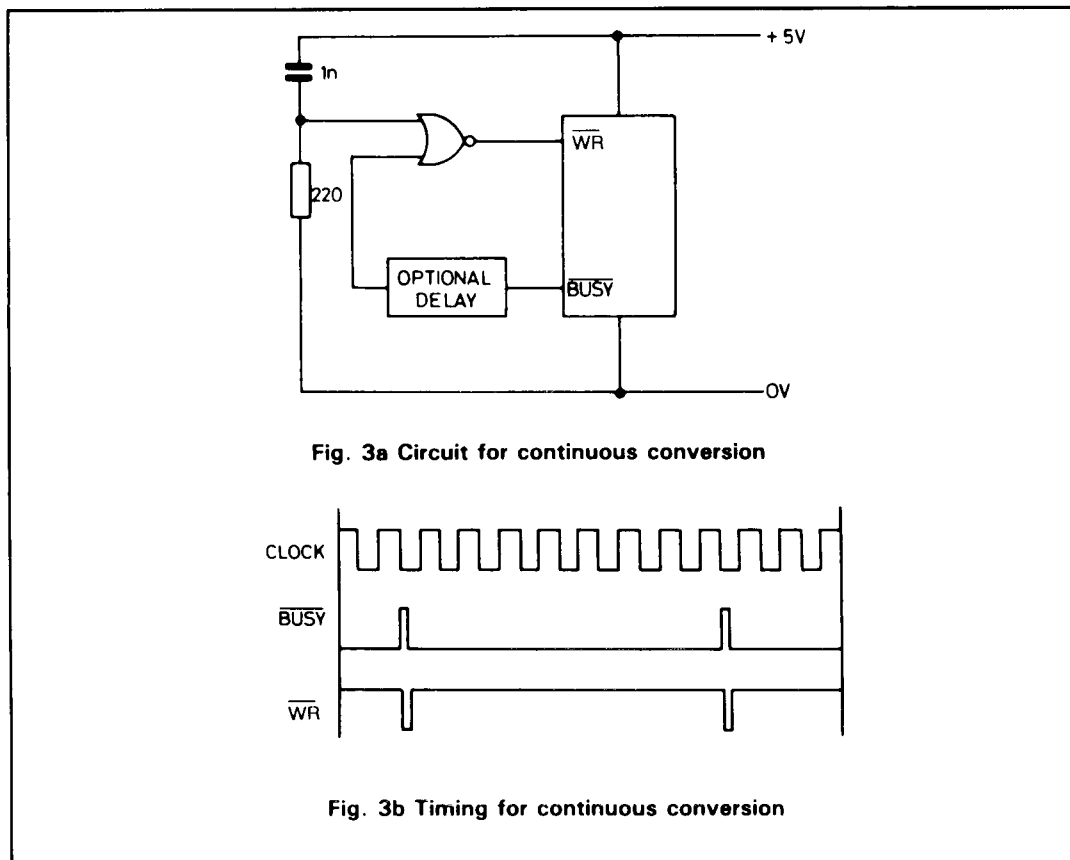 +5V
1n
220
WR
OPTIONAL
DELAY
BUSY
0V
Fig. 3a Circuit for continuous conversion
CLOCK
BUSY
WR
Fig. 3b Timing for continuous conversion